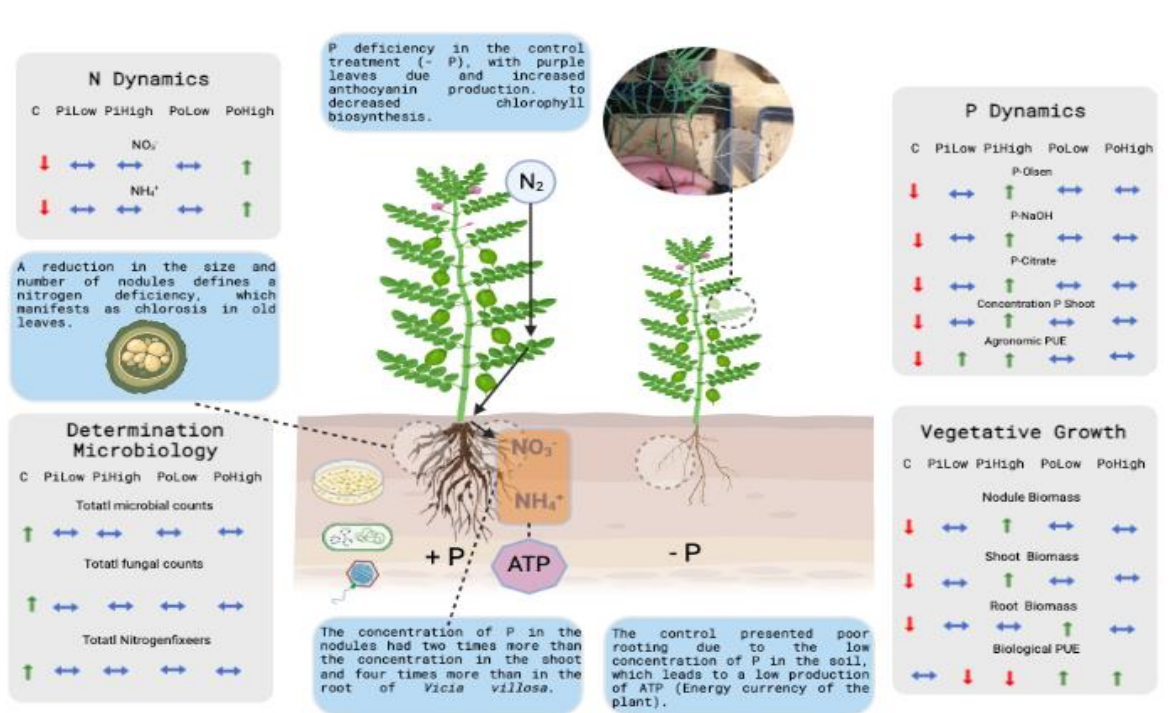 N Dynamics
C PiLow PiHigh PoLow PoHigh
NO₃⁻
NH₄⁺
A reduction in the size and
number of nodules defines a
nitrogen deficiency, which
manifests as chlorosis in old
leaves.
Determination
Microbiology
C PiLow PiHigh PoLow PoHigh
Totatl microbial counts
Totatl fungal counts
Totatl Nitrogenfixeers
P deficiency in the control
treatment (- P), with purple
leaves due and increased
anthocyanin production. to
decreased chlorophyll
biosynthesis.
N₂
NO₃⁻
NH₄⁺
+ P
ATP
- P
The concentration of P in the
nodules had two times more than
the concentration in the shoot
and four times more than in the
root of Vicia villosa.
The control presented poor
rooting due to the low
concentration of P in the soil,
which leads to a low production
of ATP (Energy currency of the
plant).
P Dynamics
C PiLow PiHigh PoLow PoHigh
P-Olsen
P-NaOH
P-Citrate
Concentration P Shoot
Agronomic PUE
Vegetative Growth
C PiLow PiHigh PoLow PoHigh
Nodule Biomass
Shoot Biomass
Root Biomass
Biological PUE